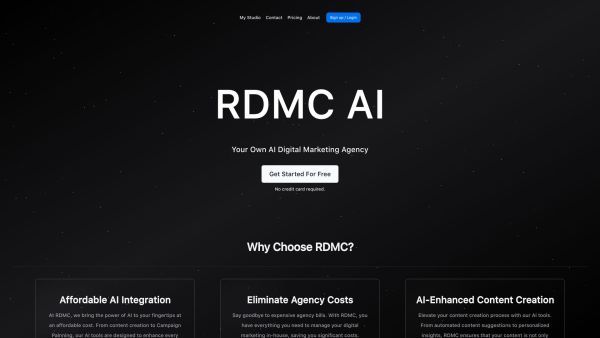 My Studio Contact Pricing About Sign up / Login
RDMC AI
Your Own AI Digital Marketing Agency
Get Started For Free
No credit card required.
Why Choose RDMC?
Affordable AI Integration
At RDMC, we bring the power of AI to your fingertips at
an affordable cost. From content creation to Campaign
Palnning, our AI tools are designed to enhance every
Eliminate Agency Costs
Say goodbye to expensive agency bills. With RDMC, you
have everything you need to manage your digital
marketing in-house, saving you significant costs.
AI-Enhanced Content Creation
Elevate your content creation process with our AI tools.
From automated content suggestions to personalized
insights, RDMC ensures that your content is not only